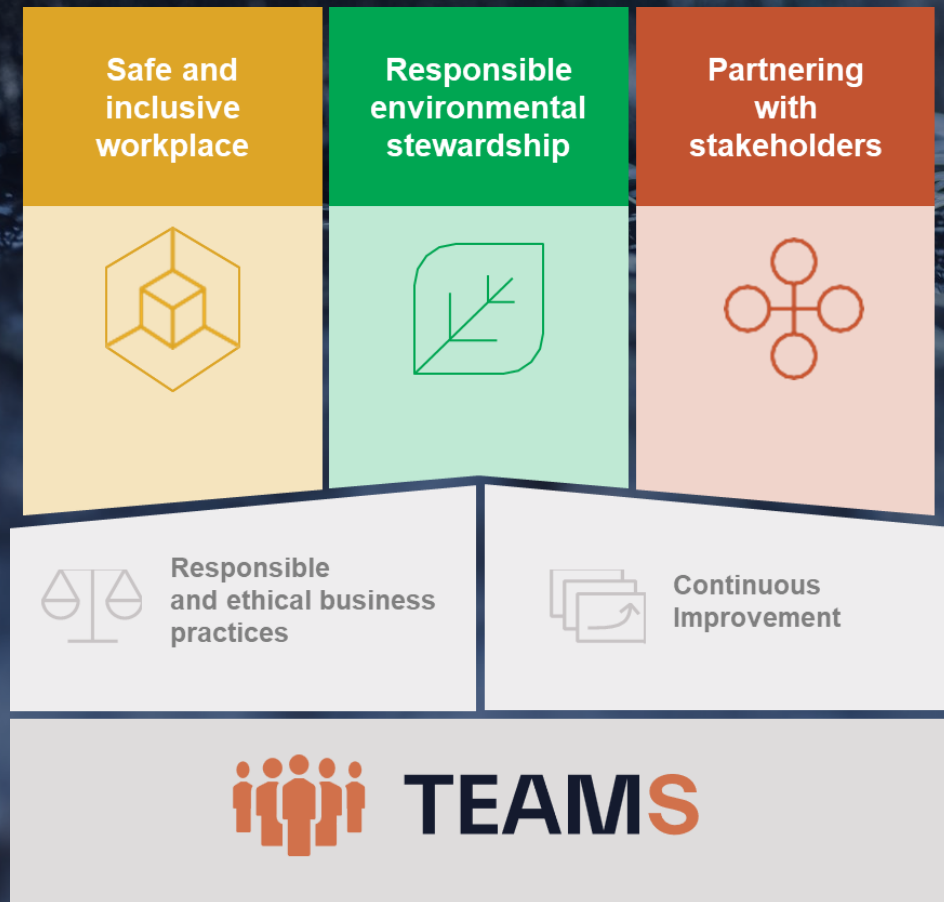 Safe and
inclusive
workplace
Responsible
environmental
stewardship
Partnering
with
stakeholders
Responsible
and ethical business
practices
Continuous
Improvement
TEAMS